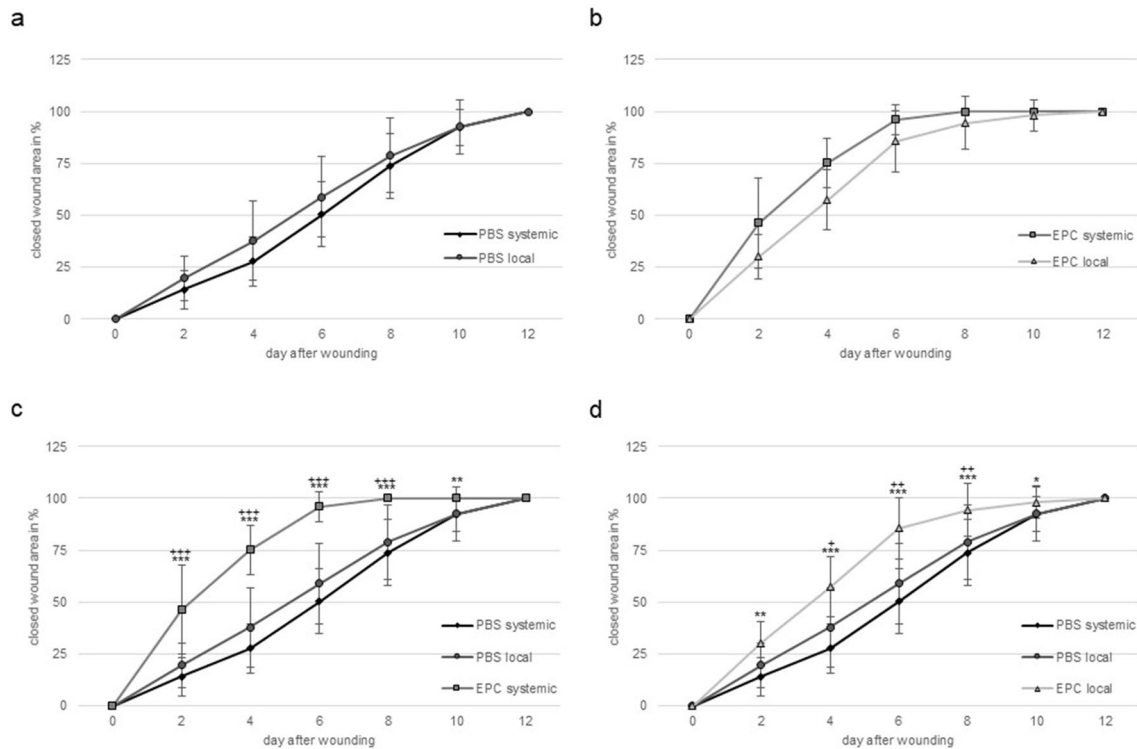 a
closed wound area in %
125
100
75
50
25
0
PBS systemic
PBS local
0 2 4 6 8 10 12
day after wounding
b
closed wound area in %
125
100
75
50
25
0
EPC systemic
EPC local
0 2 4 6 8 10 12
day after wounding
c
closed wound area in %
125
100
75
50
25
0
+++
***
+++
***
+++
***
+++
***
**
PBS systemic
PBS local
EPC systemic
0 2 4 6 8 10 12
day after wounding
d
closed wound area in %
125
100
75
50
25
0
**
+
***
++
***
++
***
*
PBS systemic
PBS local
EPC local
0 2 4 6 8 10 12
day after wounding